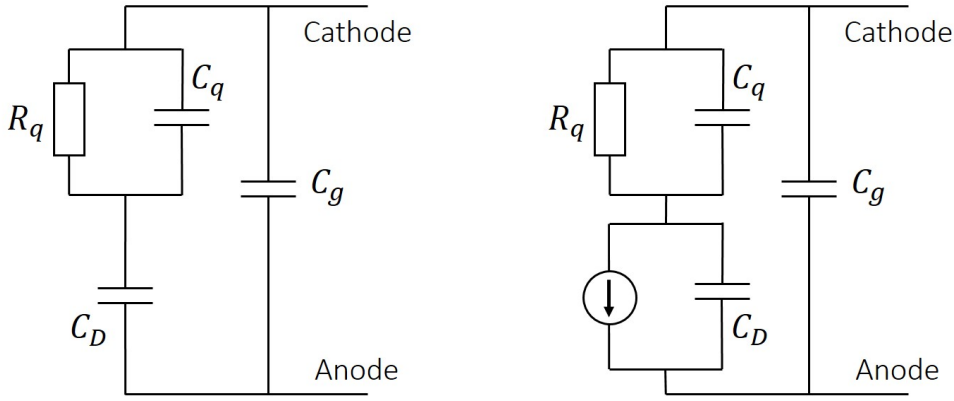 Cathode
C_q
R_q
C_g
C_D
Anode
Cathode
C_q
R_q
C_g
C_D
Anode